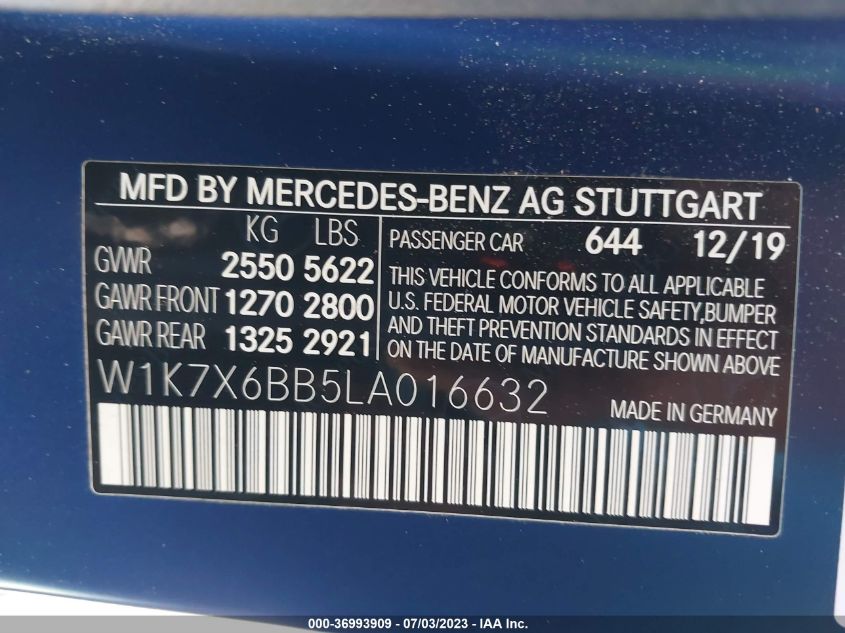 MFD BY MERCEDES-BENZ AG STUTTGART
KG LBS
GVWR 2550 5622
GAWR FRONT 1270 2800
GAWR REAR 1325 2921
PASSENGER CAR 644 12/19
THIS VEHICLE CONFORMS TO ALL APPLICABLE
U.S. FEDERAL MOTOR VEHICLE SAFETY,BUMPER
AND THEFT PREVENTION STANDARDS IN EFFECT
ON THE DATE OF MANUFACTURE SHOWN ABOVE
W1K7X6BB5LA016632
MADE IN GERMANY
000-36993909 - 07/03/2023 - IAA Inc.